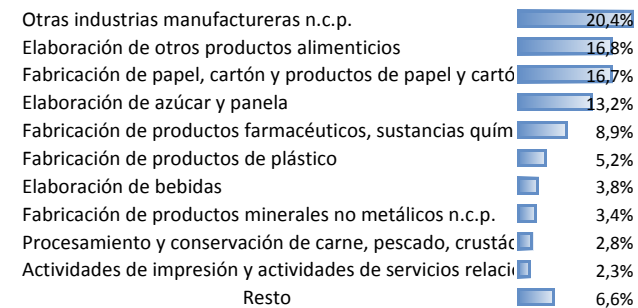 Otras industrias manufactureras n.c.p. 20,4%
Elaboración de otros productos alimenticios 16,8%
Fabricación de papel, cartón y productos de papel y cartó 16,7%
Elaboración de azúcar y panela 13,2%
Fabricación de productos farmacéuticos, sustancias quím 8,9%
Fabricación de productos de plástico 5,2%
Elaboración de bebidas 3,8%
Fabricación de productos minerales no metálicos n.c.p. 3,4%
Procesamiento y conservación de carne, pescado, crustác 2,8%
Actividades de impresión y actividades de servicios relaci 2,3%
Resto 6,6%